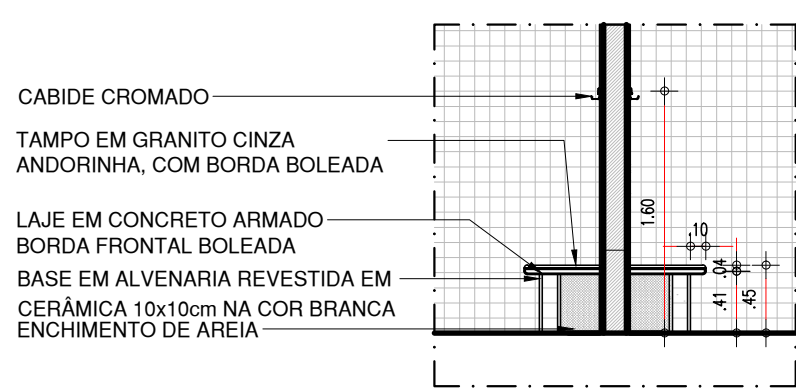 CABIDE CROMADO
TAMPO EM GRANITO CINZA
ANDORINHA, COM BORDA BOLEADA
LAJE EM CONCRETO ARMADO
BORDA FRONTAL BOLEADA
BASE EM ALVENARIA REVESTIDA EM
CERÂMICA 10x10cm NA COR BRANCA
ENCHIMENTO DE AREIA
1.60
.10
.04
.41
.45